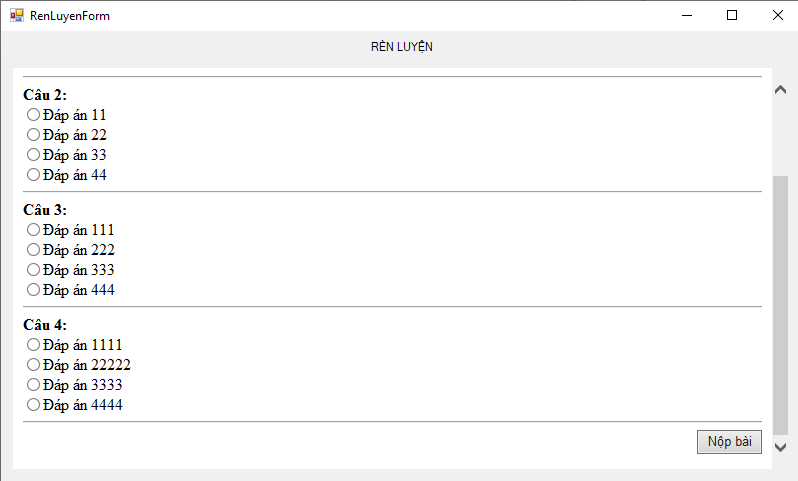 RenLuyenForm
RÈN LUYỆN
Câu 2:
Đáp án 11
Đáp án 22
Đáp án 33
Đáp án 44
Câu 3:
Đáp án 111
Đáp án 222
Đáp án 333
Đáp án 444
Câu 4:
Đáp án 1111
Đáp án 22222
Đáp án 3333
Đáp án 4444
Nộp bài